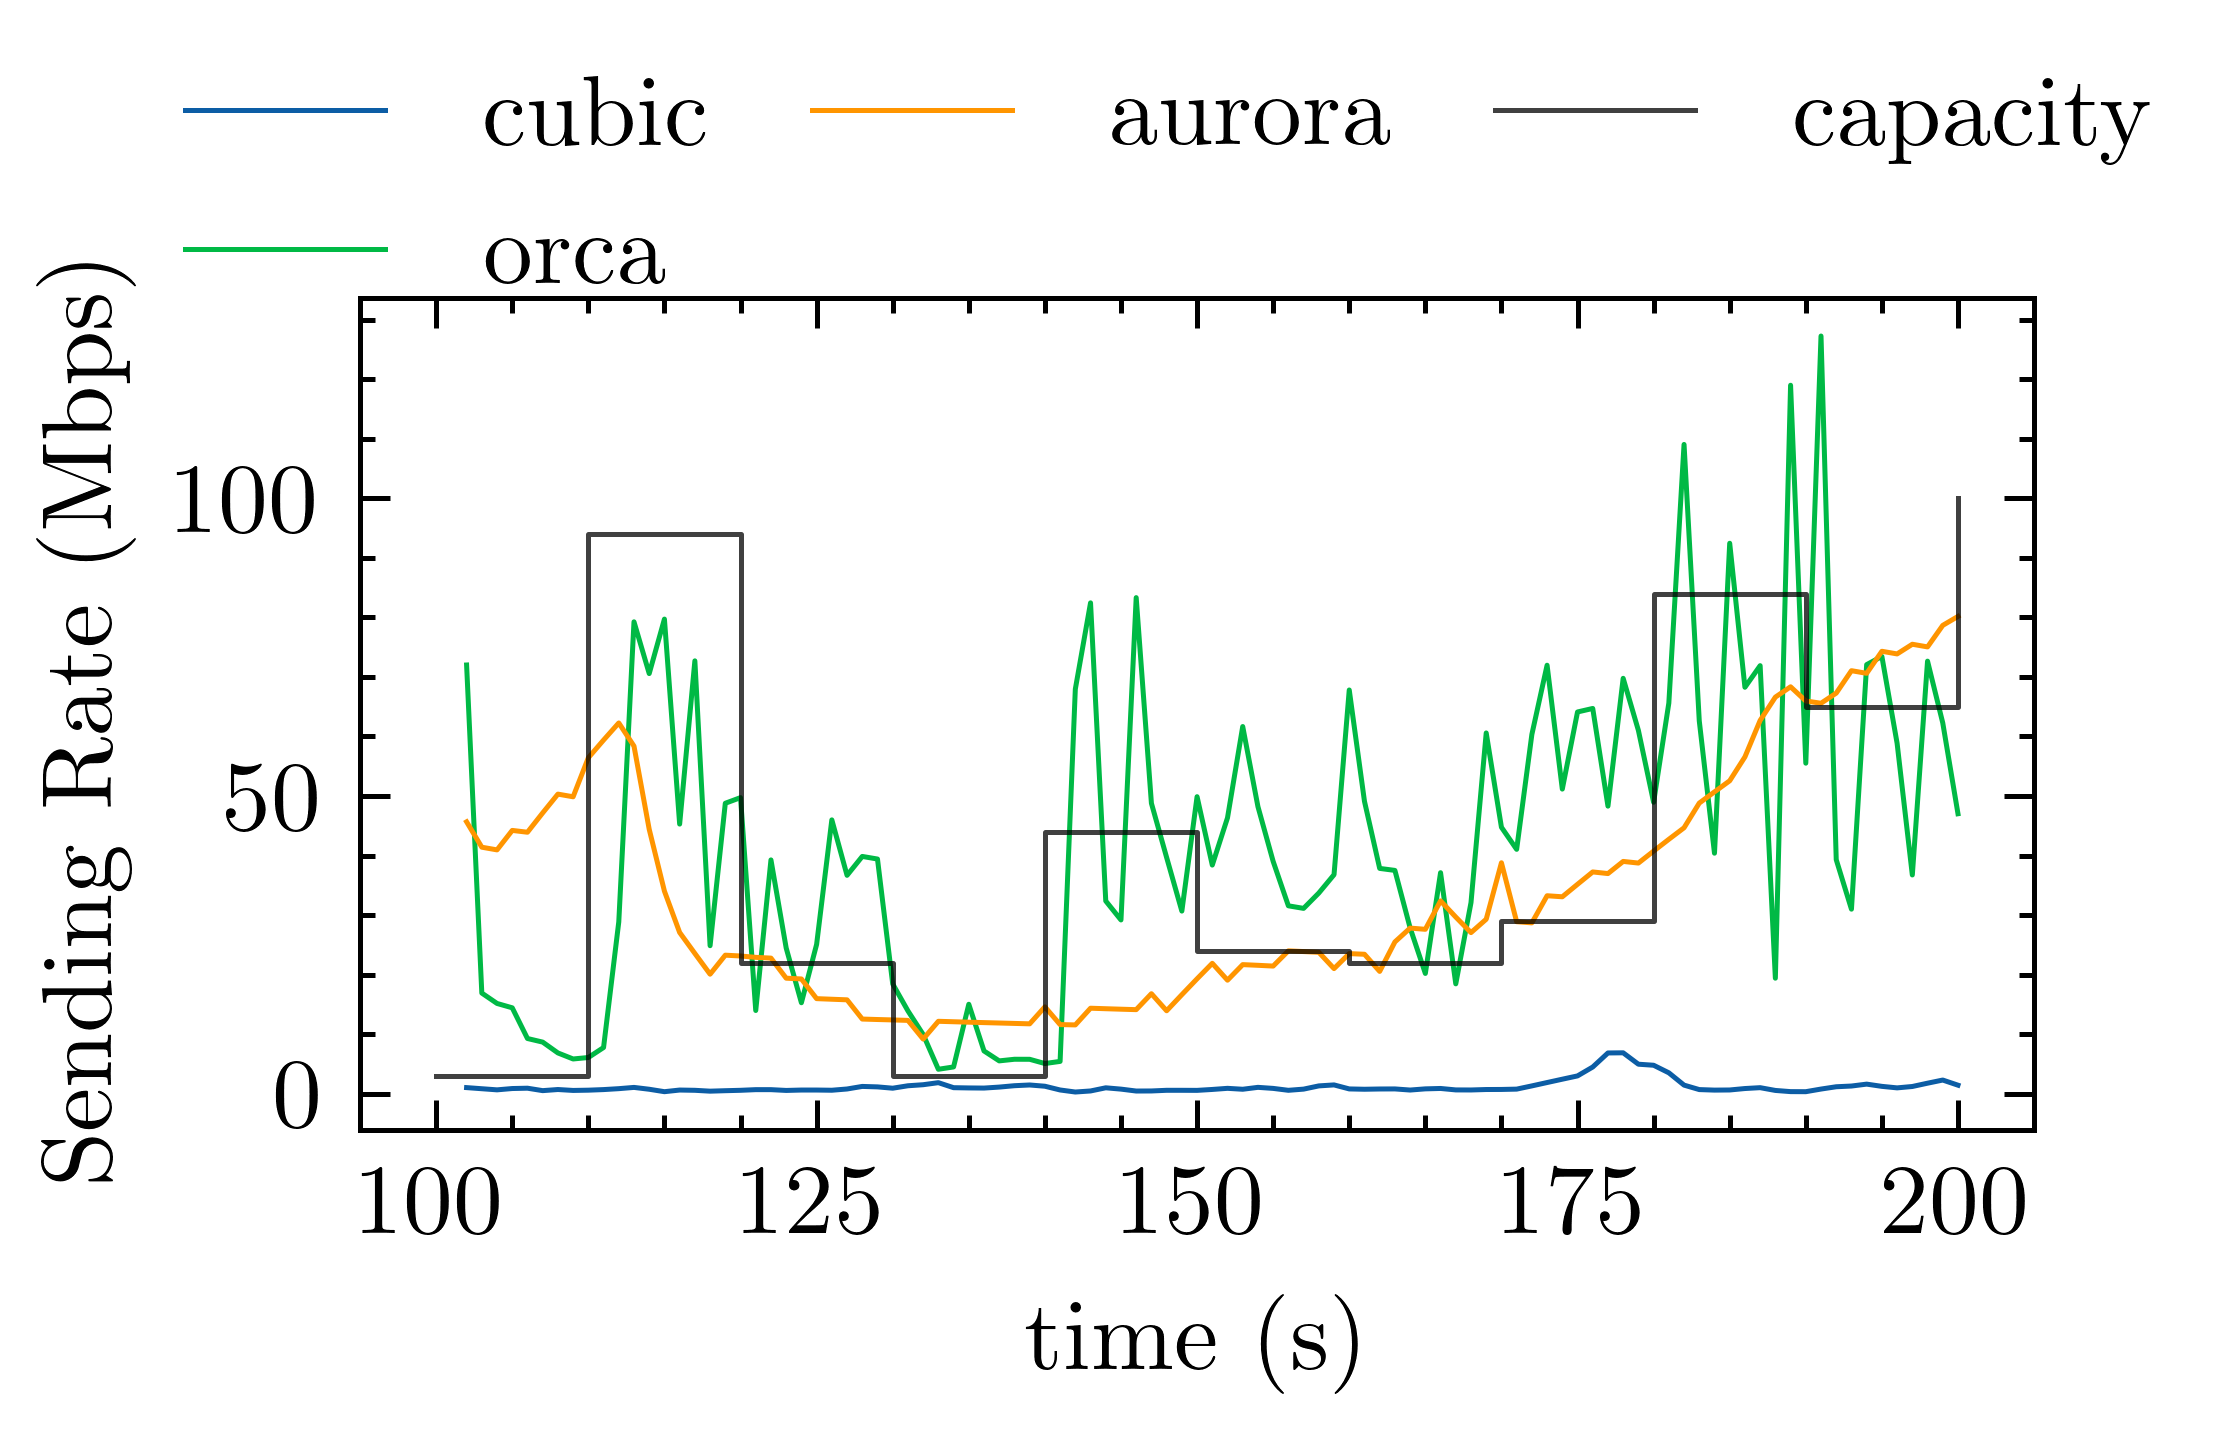 cubic aurora capacity
orca
Sending Rate (Mbps)
100
50
0
100 125 150 175 200
time (s)